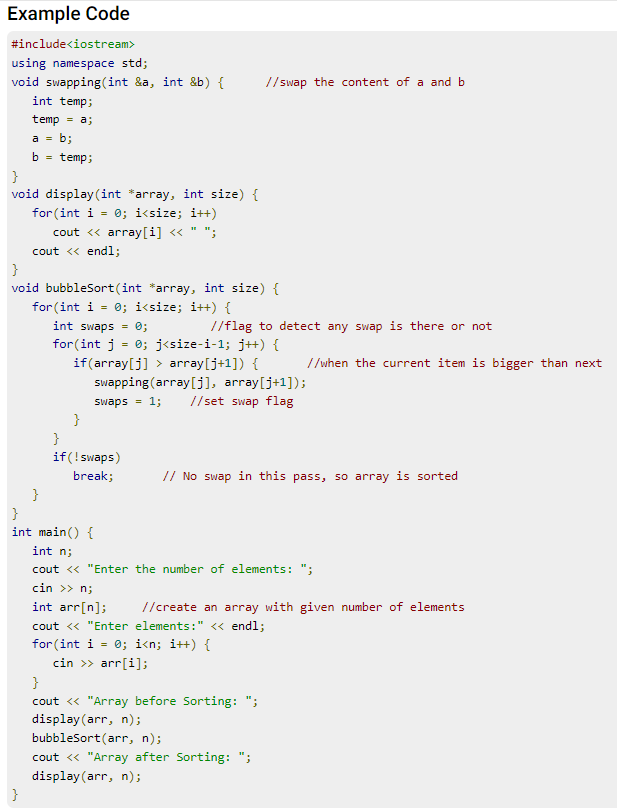 Example Code
#include<iostream>
using namespace std;
void swapping(int &a, int &b) {      //swap the content of a and b
   int temp;
   temp = a;
   a = b;
   b = temp;
}
void display(int *array, int size) {
   for(int i = 0; i<size; i++)
      cout << array[i] << " ";
   cout << endl;
}
void bubbleSort(int *array, int size) {
   for(int i = 0; i<size; i++) {
      int swaps = 0;         //flag to detect any swap is there or not
      for(int j = 0; j<size-i-1; j++) {
         if(array[j] > array[j+1]) {       //when the current item is bigger than next
            swapping(array[j], array[j+1]);
            swaps = 1;    //set swap flag
         }
      }
      if(!swaps)
         break;       // No swap in this pass, so array is sorted
   }
}
int main() {
   int n;
   cout << "Enter the number of elements: ";
   cin >> n;
   int arr[n];     //create an array with given number of elements
   cout << "Enter elements:" << endl;
   for(int i = 0; i<n; i++) {
      cin >> arr[i];
   }
   cout << "Array before Sorting: ";
   display(arr, n);
   bubbleSort(arr, n);
   cout << "Array after Sorting: ";
   display(arr, n);
}